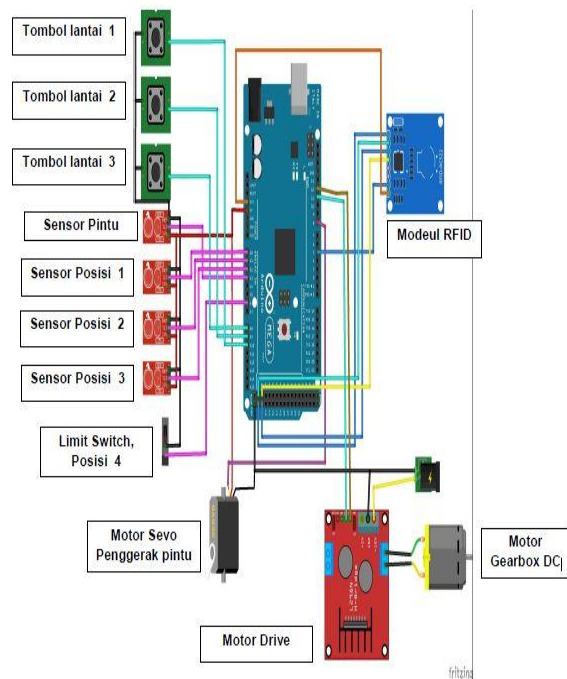 Tombol lantai 1
Tombol lantai 2
Tombol lantai 3
Sensor Pintu
Sensor Posisi 1
Sensor Posisi 2
Sensor Posisi 3
Limit Switch,
Posisi 4
Modeul RFID
MEGA
Motor Sevo
Penggerak pintu
Motor
Gearbox DC
Motor Drive
fritzing